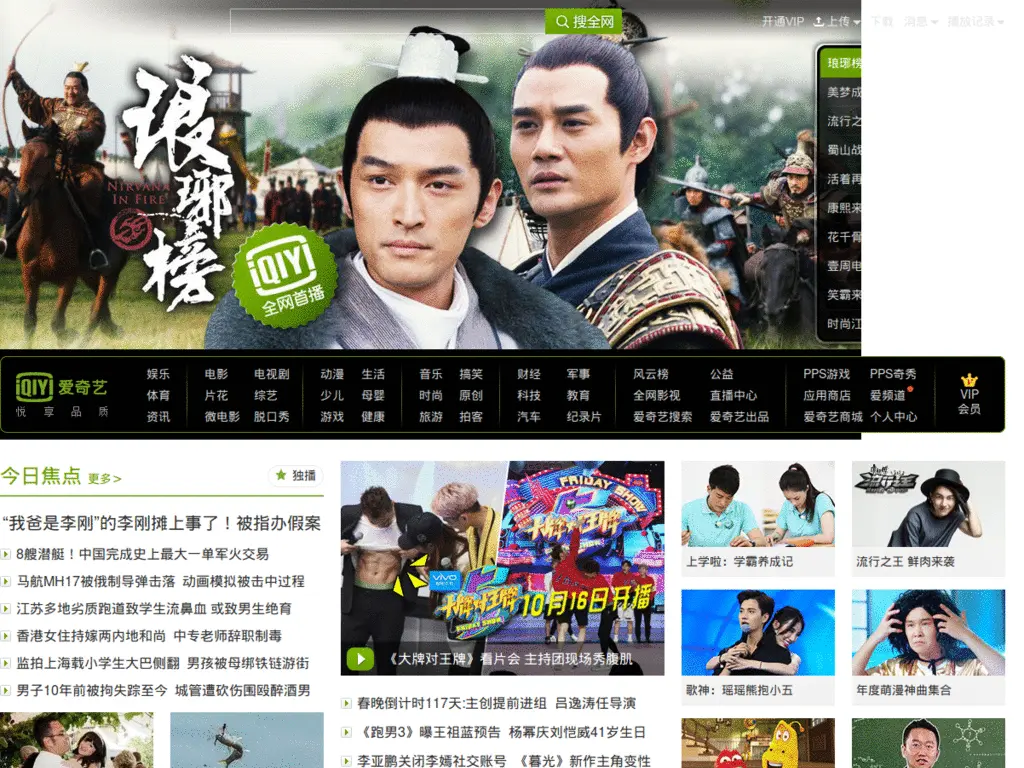 搜全网
开通VIP 上传 下载 消息 播放记录
琅琊榜
NIRVANA
IN FIRE
iQIYI
全网首播
琅琊榜
美梦成
流行之
蜀山战
活着再
康熙来
花千骨
壹周电
笑霸来
时尚江
iQIYI 爱奇艺
悦享品质
娱乐 电影 电视剧 动漫 生活 音乐 搞笑 财经 军事 风云榜 公益 PPS游戏 PPS奇秀
体育 片花 综艺 少儿 母婴 时尚 原创 科技 教育 全网影视 直播中心 应用商店 爱频道
资讯 微电影 脱口秀 游戏 健康 旅游 拍客 汽车 纪录片 爱奇艺搜索 爱奇艺出品 爱奇艺商城 个人中心
VIP
会员
今日焦点 更多>
独播
“我爸是李刚”的李刚摊上事了！被指办假案
8艘潜艇！中国完成史上最大一单军火交易
马航MH17被俄制导弹击落 动画模拟被击中过程
江苏多地劣质跑道致学生流鼻血 或致男生绝育
香港女住持嫁两内地和尚 中专老师辞职制毒
监拍上海载小学生大巴侧翻 男孩被母绑铁链游街
男子10年前被拘失踪至今 城管遭砍伤围殴醉酒男
FRIDAY SHOW
大牌对王牌
vivo
大牌对王牌
FRIDAY SHOW
10月16日开播
《大牌对王牌》看片会 主持团现场秀腹肌
春晚倒计时117天:主创提前进组 吕逸涛任导演
《跑男3》曝王祖蓝预告 杨幂庆刘恺威41岁生日
李亚鹏关闭李嫣社交账号 《暮光》新作主角变性
上学啦：学霸养成记
流行之王 鲜肉来袭
歌神：瑶瑶熊抱小五
年度萌漫神曲集合